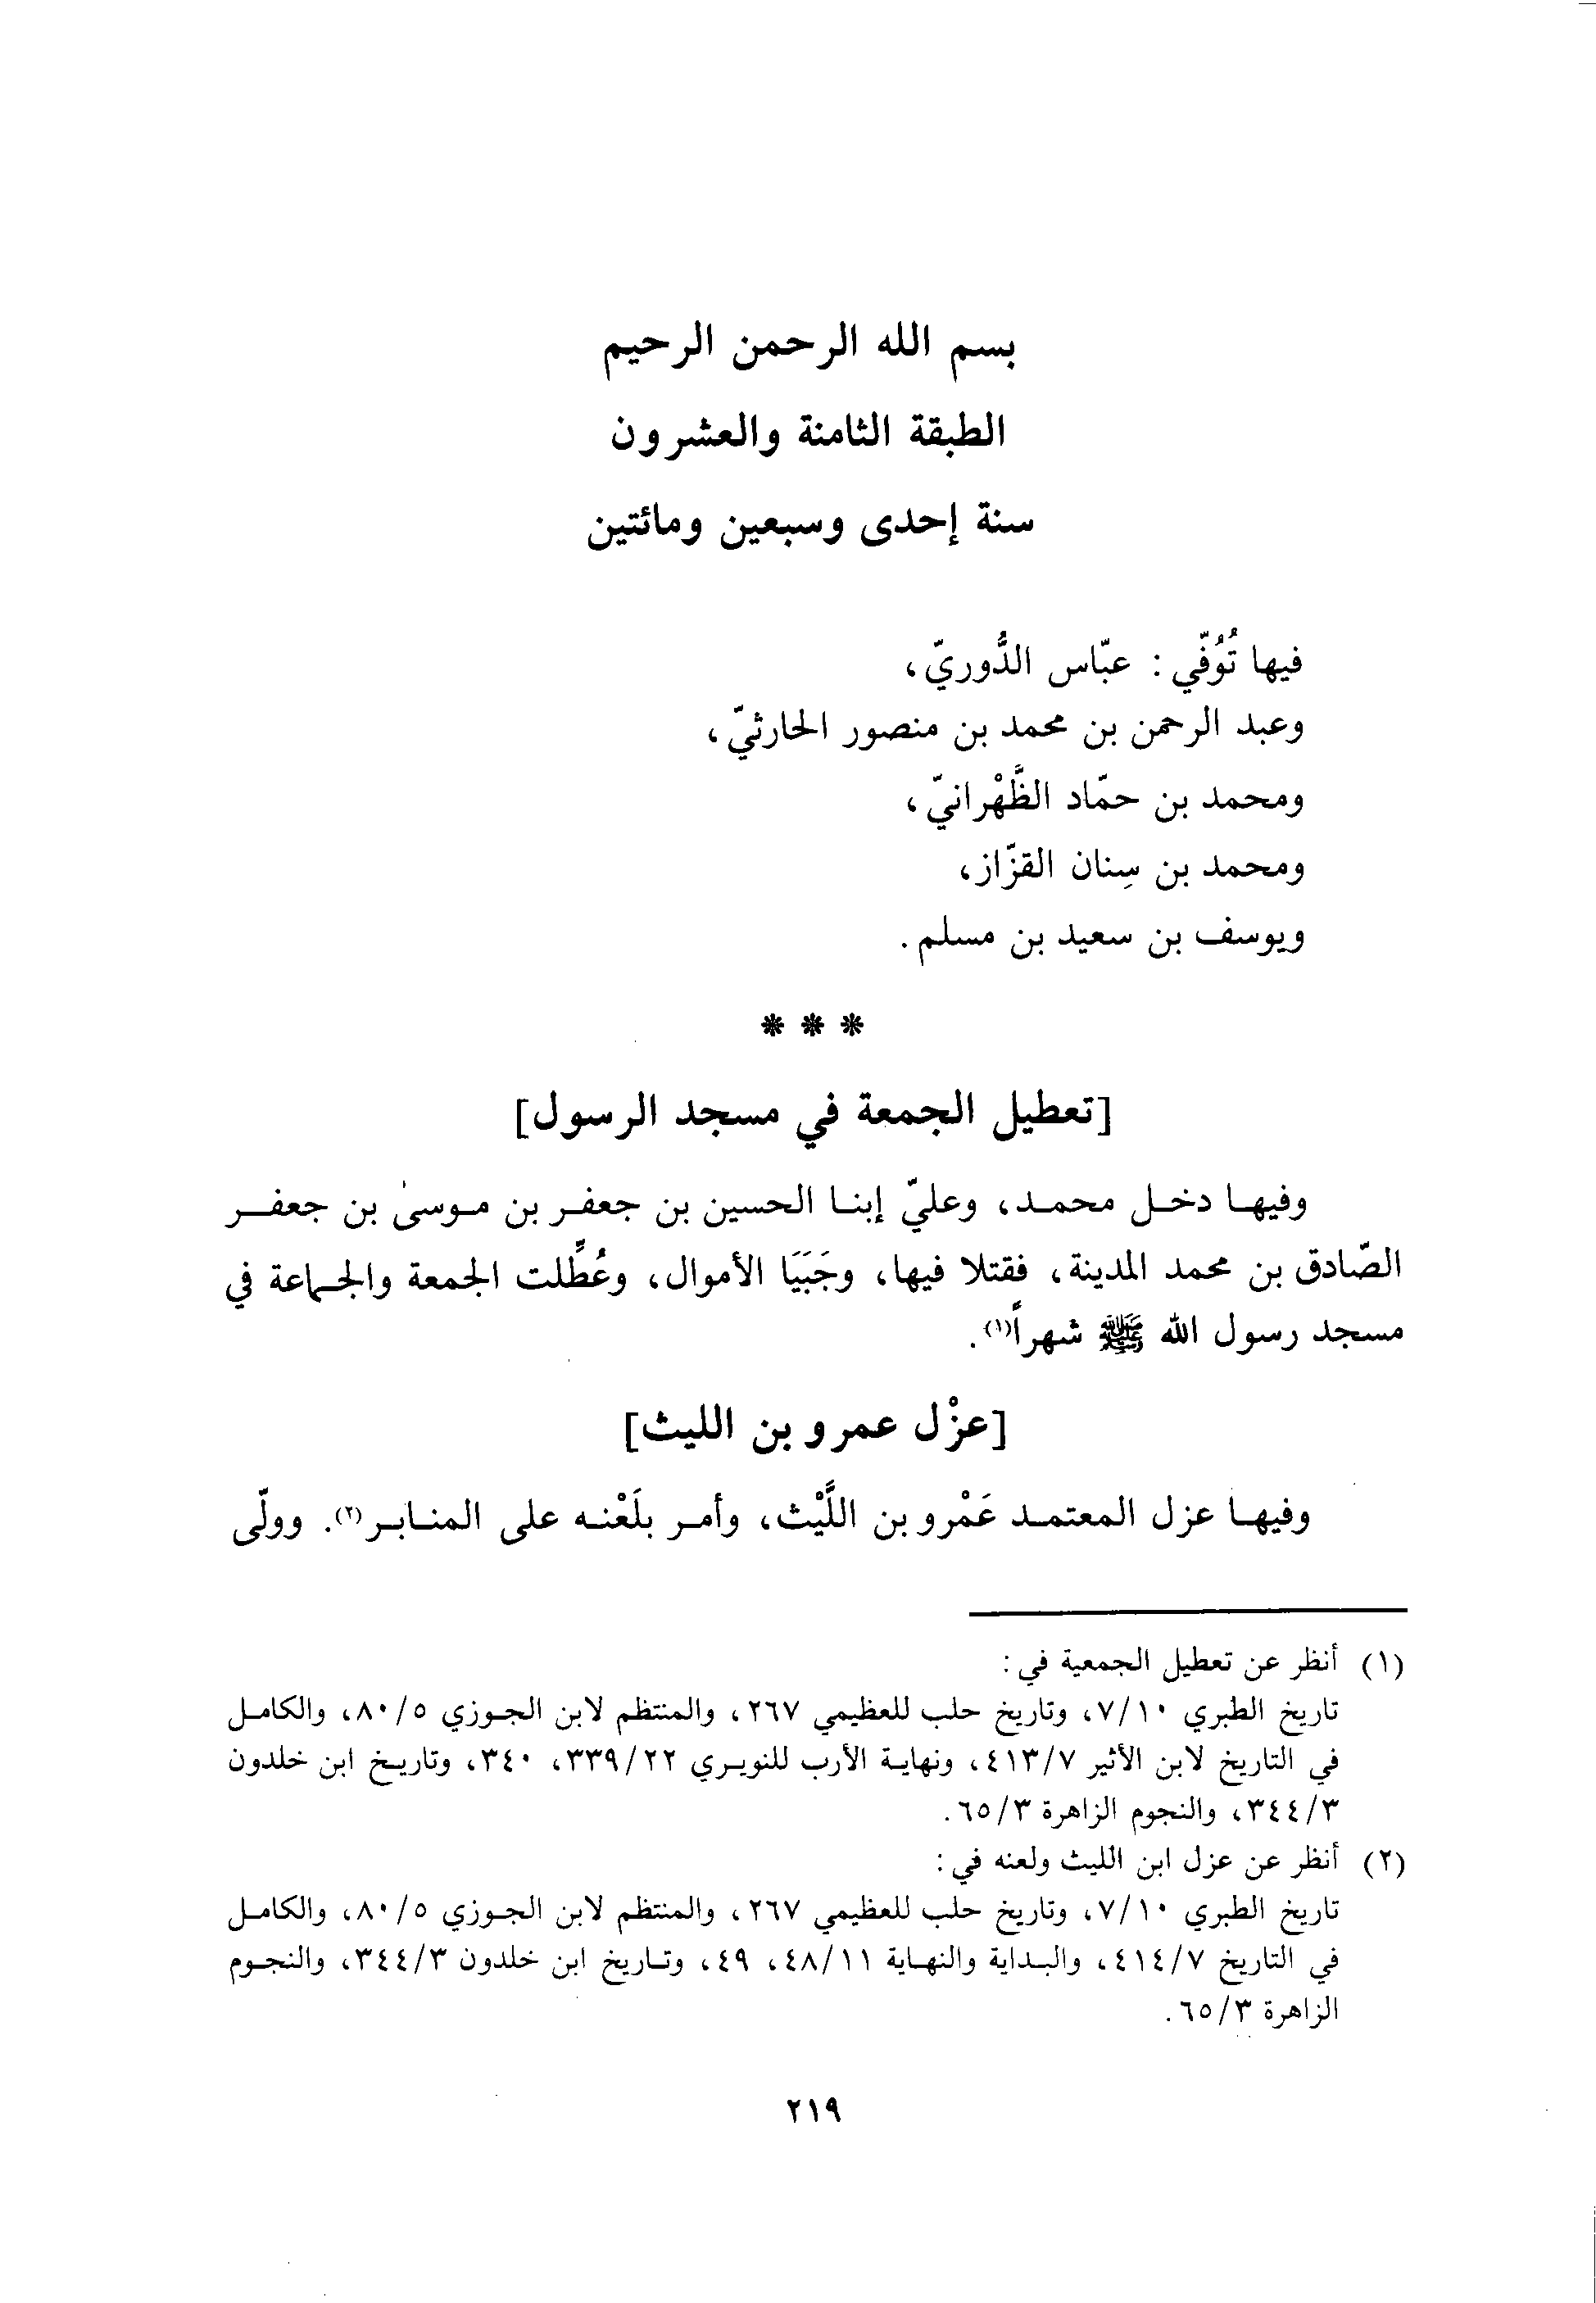 بسم الله الرحمن الرحيم
الطبقة الثامنة والعشرون
سنة إحدى وسبعين ومائتين
فيها تُوُفّي: عبّاس الدُّوريّ،
وعبد الرحمن بن محمد بن منصور الحارثيّ،
ومحمد بن حمّاد الظَّهْرانيّ،
ومحمد بن سِنان القزّاز،
ويوسف بن سعيد بن مسلم.
* * *
[تعطيل الجمعة في مسجد الرسول]
وفيها دخل محمد، وعليّ إبنا الحسين بن جعفر بن موسىٰ بن جعفر
الصّادق بن محمد المدينة، فقتلا فيها، وجَبَيَا الأموال، وعُطِّلت الجمعة والجماعة في
مسجد رسول الله ﷺ شهراً(١).
[عزْل عمرو بن الليث]
وفيها عزل المعتمد عَمْرو بن اللَّيْث، وأمر بلَعْنه على المنابر(٢). وولّى
(١) أنظر عن تعطيل الجمعية في:
تاريخ الطبري ٧/١٠، وتاريخ حلب للعظيمي ٢٦٧، والمنتظم لابن الجوزي ٨٠/٥، والكامل
في التاريخ لابن الأثير ٤١٣/٧، ونهاية الأرب للنويري ٣٣٩/٢٢، ٣٤٠، وتاريخ ابن خلدون
٣٤٤/٣، والنجوم الزاهرة ٦٥/٣.
(٢) أنظر عن عزل ابن الليث ولعنه في:
تاريخ الطبري ٧/١٠، وتاريخ حلب للعظيمي ٢٦٧، والمنتظم لابن الجوزي ٨٠/٥، والكامل
في التاريخ ٤١٤/٧، والبداية والنهاية ٤٨/١١، ٤٩، وتاريخ ابن خلدون ٣٤٤/٣، والنجوم
الزاهرة ٦٥/٣.
٢١٩